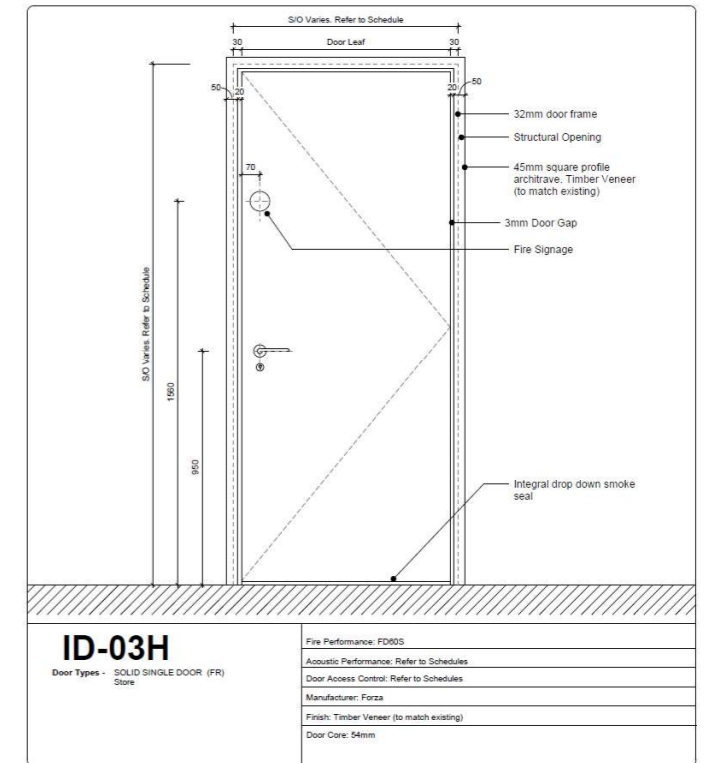 S/O Varies. Refer to Schedule
30
Door Leaf
30
50
20
20
50
32mm door frame
Structural Opening
70
45mm square profile
architrave. Timber Veneer
(to match existing)
3mm Door Gap
Fire Signage
S/O Varies. Refer to Schedule
1560
950
Integral drop down smoke
seal
ID-03H
Door Types - SOLID SINGLE DOOR (FR)
Store
Fire Performance: FD60S
Acoustic Performance: Refer to Schedules
Door Access Control: Refer to Schedules
Manufacturer: Forza
Finish: Timber Veneer (to match existing)
Door Core: 54mm